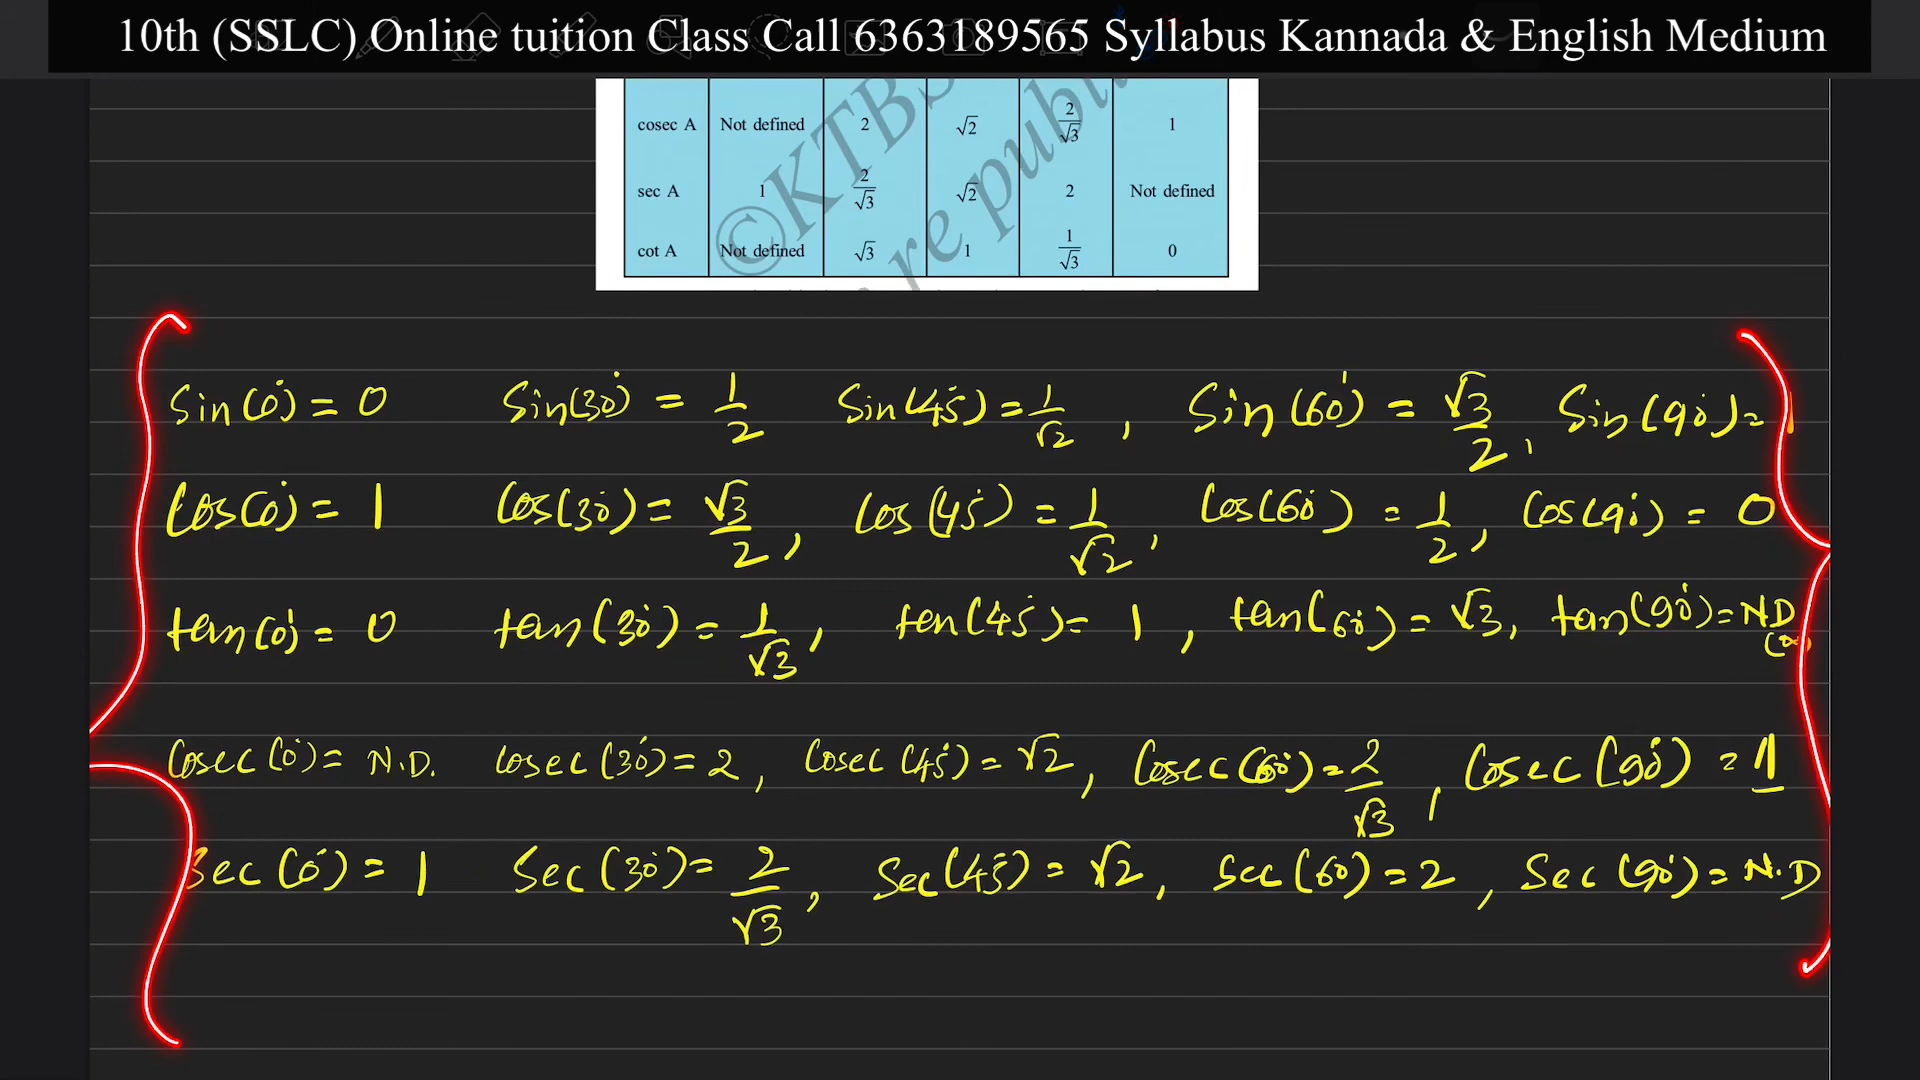 10th (SSLC) Online tuition Class Call 6363189565 Syllabus Kannada & English Medium
cosec A Not defined 2 √2 2/√3 1
sec A 1 2/√3 √2 2 Not defined
cot A Not defined √3 1 1/√3 0
©KTBS
re publi
Sin(0°) = 0 Sin(30°) = 1/2 Sin(45°) = 1/√2 , Sin(60°) = √3/2, Sin(90°) = 1
Cos(0°) = 1 Cos(30°) = √3/2, Cos(45°) = 1/√2, Cos(60°) = 1/2, Cos(90°) = 0
tan(0°) = 0 tan(30°) = 1/√3, ten(45°) = 1 , tan(60°) = √3, tan(90°) = ND
(∞)
Cosec(0°) = N.D. Cosec(30°) = 2 , Cosec(45°) = √2 , Cosec(60°) = 2/√3 , Cosec(90°) = 1
Sec(0°) = 1 Sec(30°) = 2/√3 , Sec(45°) = √2 , Sec(60°) = 2 , Sec(90°) = N.D